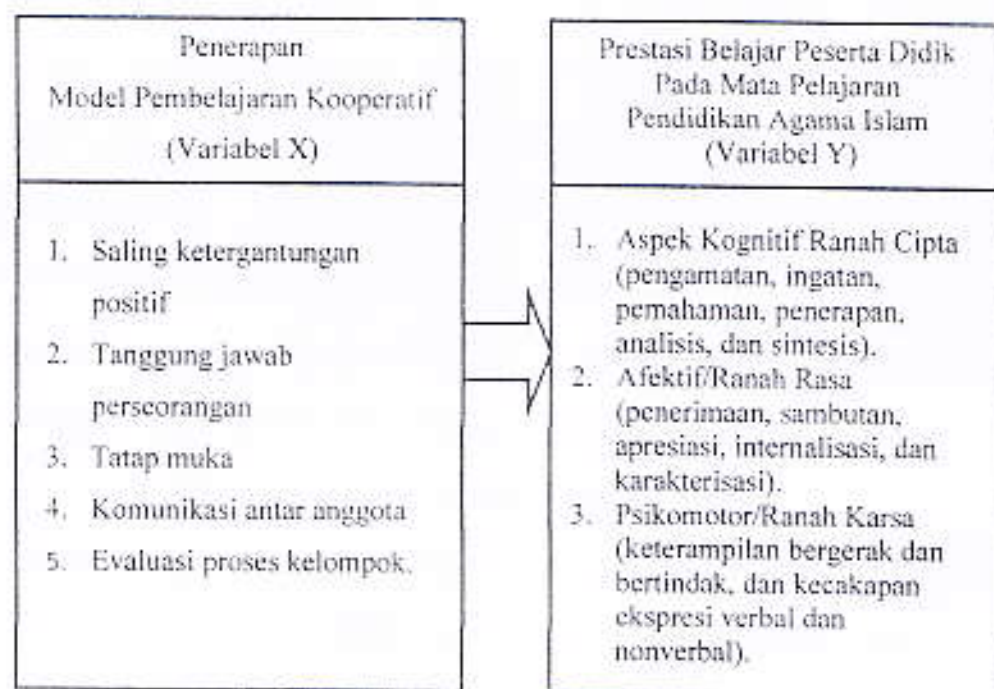 Penerapan
Model Pembelajaran Kooperatif
(Variabel X)
1. Saling ketergantungan
positif
2. Tanggung jawab
perseorangan
3. Tatap muka
4. Komunikasi antar anggota
5. Evaluasi proses kelompok.
Prestasi Belajar Peserta Didik
Pada Mata Pelajaran
Pendidikan Agama Islam
(Variabel Y)
1. Aspek Kognitif Ranah Cipta
(pengamatan, ingatan,
pemahaman, penerapan,
analisis, dan sintesis).
2. Afektif/Ranah Rasa
(penerimaan, sambutan,
apresiasi, internalisasi, dan
karakterisasi).
3. Psikomotor/Ranah Karsa
(keterampilan bergerak dan
bertindak, dan kecakapan
ekspresi verbal dan
nonverbal).